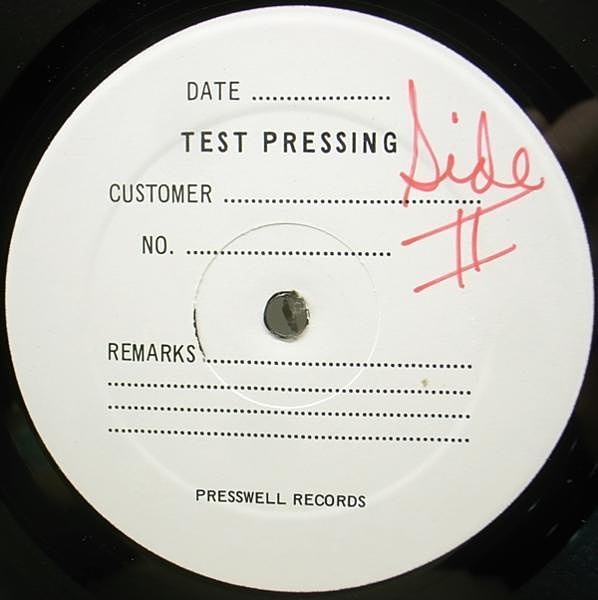 DATE ....................
TEST PRESSING
Side
II
CUSTOMER ......................................
NO. ..............................
REMARKS ........................................
......................................................
......................................................
......................................................
PRESSWELL RECORDS